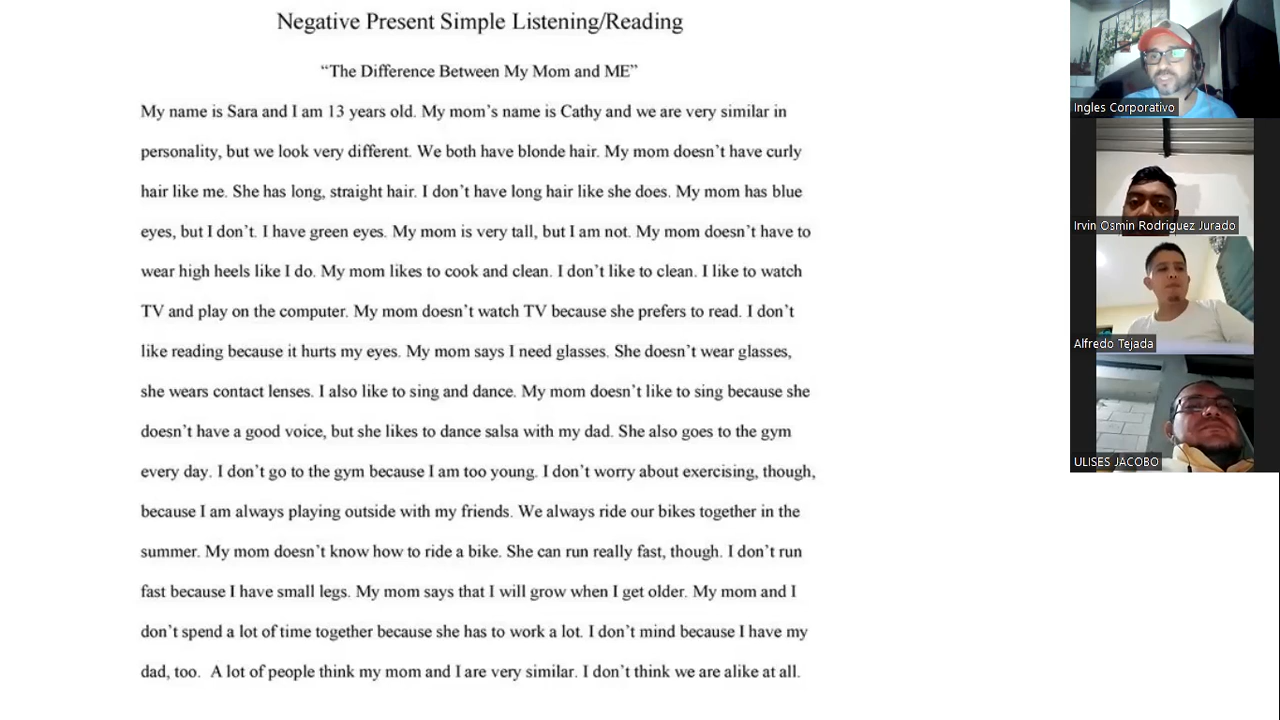 Negative Present Simple Listening/Reading
“The Difference Between My Mom and ME”
My name is Sara and I am 13 years old. My mom’s name is Cathy and we are very similar in
personality, but we look very different. We both have blonde hair. My mom doesn’t have curly
hair like me. She has long, straight hair. I don’t have long hair like she does. My mom has blue
eyes, but I don’t. I have green eyes. My mom is very tall, but I am not. My mom doesn’t have to
wear high heels like I do. My mom likes to cook and clean. I don’t like to clean. I like to watch
TV and play on the computer. My mom doesn’t watch TV because she prefers to read. I don’t
like reading because it hurts my eyes. My mom says I need glasses. She doesn’t wear glasses,
she wears contact lenses. I also like to sing and dance. My mom doesn’t like to sing because she
doesn’t have a good voice, but she likes to dance salsa with my dad. She also goes to the gym
every day. I don’t go to the gym because I am too young. I don’t worry about exercising, though,
because I am always playing outside with my friends. We always ride our bikes together in the
summer. My mom doesn’t know how to ride a bike. She can run really fast, though. I don’t run
fast because I have small legs. My mom says that I will grow when I get older. My mom and I
don’t spend a lot of time together because she has to work a lot. I don’t mind because I have my
dad, too. A lot of people think my mom and I are very similar. I don’t think we are alike at all.
Ingles Corporativo
Irvin Osmin Rodriguez Jurado
Alfredo Tejada
ULISES JACOBO